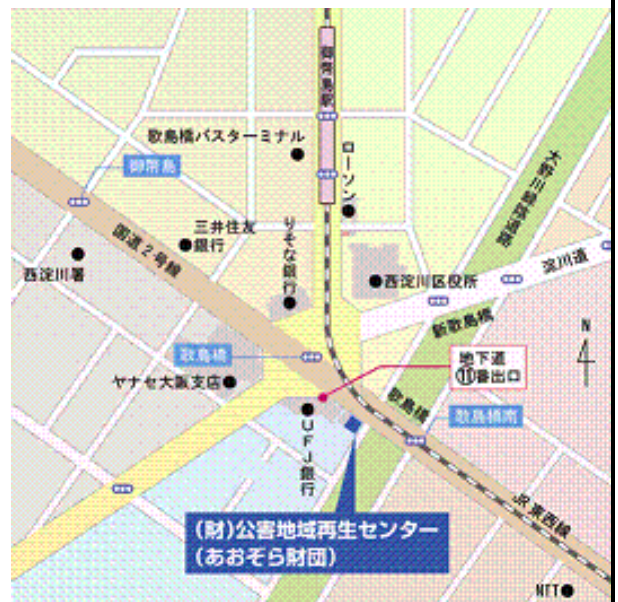 御幣島駅
歌島橋バスターミナル
ローソン
御幣島
大野川緑陰道路
国道2号線
三井住友
銀行
りそな銀行
西淀川署
西淀川区役所
淀川道
新歌島橋
N
歌島橋
地下道
⑪番出口
ヤナセ大阪支店
歌島橋
歌島橋南
UFJ銀行
JR東西線
(財)公害地域再生センター
(あおぞら財団)
NTT